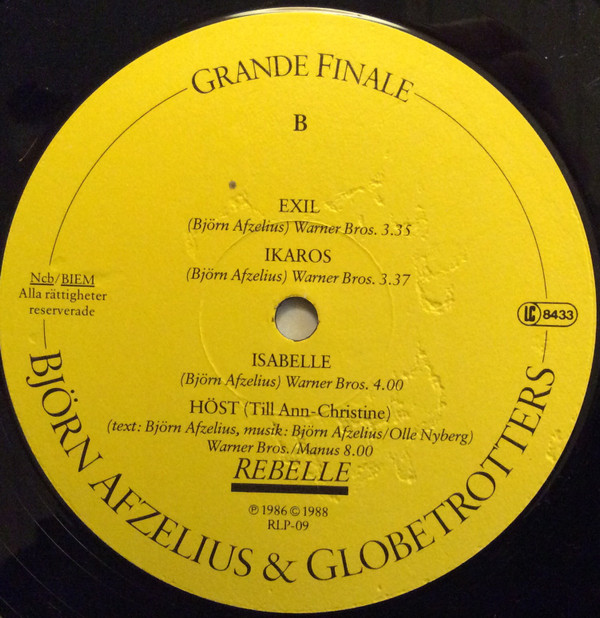 GRANDE FINALE
B
EXIL
(Björn Afzelius) Warner Bros. 3.35
IKAROS
(Björn Afzelius) Warner Bros. 3.37
Ncb/BIEM
Alla rättigheter
reserverade
LC 8433
ISABELLE
(Björn Afzelius) Warner Bros. 4.00
HÖST (Till Ann-Christine)
(text: Björn Afzelius, musik: Björn Afzelius/Olle Nyberg)
Warner Bros./Manus 8.00
REBELLE
℗ 1986 © 1988
RLP-09
BJÖRN AFZELIUS & GLOBETROTTERS